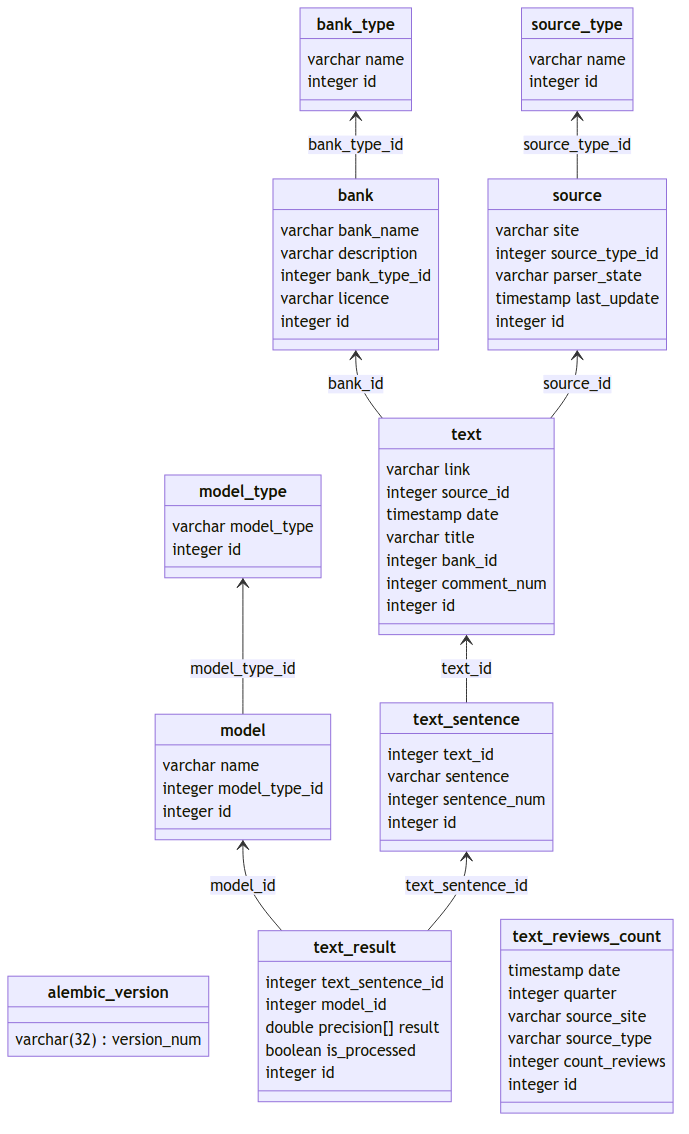 bank_type
varchar name
integer id
source_type
varchar name
integer id
bank_type_id
source_type_id
bank
varchar bank_name
varchar description
integer bank_type_id
varchar licence
integer id
source
varchar site
integer source_type_id
varchar parser_state
timestamp last_update
integer id
bank_id
source_id
text
varchar link
integer source_id
timestamp date
varchar title
integer bank_id
integer comment_num
integer id
model_type
varchar model_type
integer id
model_type_id
text_id
model
varchar name
integer model_type_id
integer id
text_sentence
integer text_id
varchar sentence
integer sentence_num
integer id
model_id
text_sentence_id
text_result
integer text_sentence_id
integer model_id
double precision[] result
boolean is_processed
integer id
text_reviews_count
timestamp date
integer quarter
varchar source_site
varchar source_type
integer count_reviews
integer id
alembic_version
varchar(32) : version_num